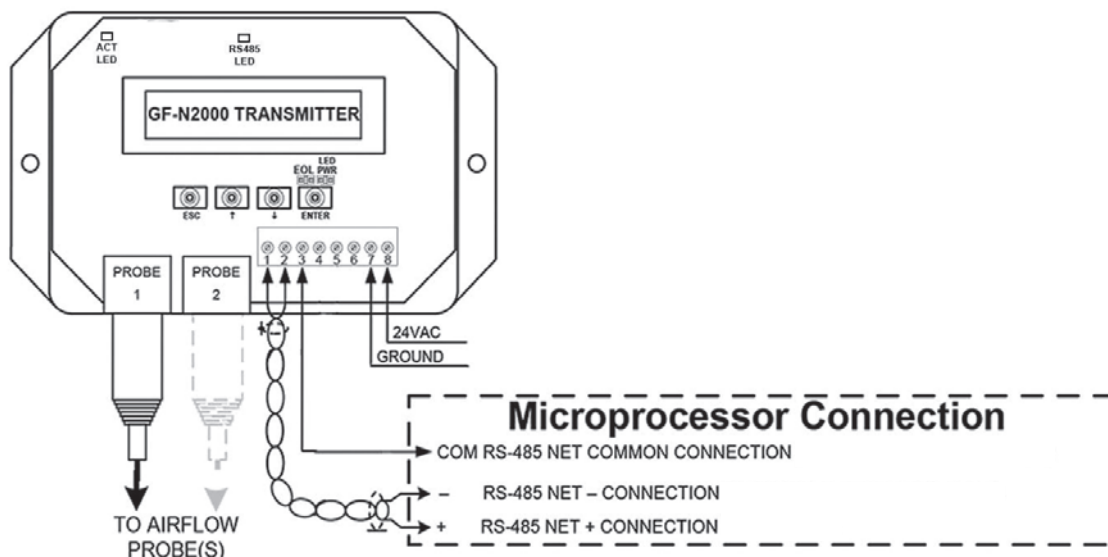 ACT
LED
RS485
LED
GF-N2000 TRANSMITTER
LED
EOL PWR
ESC
↑
↓
ENTER
1 2 3 4 5 6 7 8
PROBE
1
PROBE
2
24VAC
GROUND
Microprocessor Connection
COM RS-485 NET COMMON CONNECTION
– RS-485 NET – CONNECTION
+ RS-485 NET + CONNECTION
TO AIRFLOW
PROBE(S)